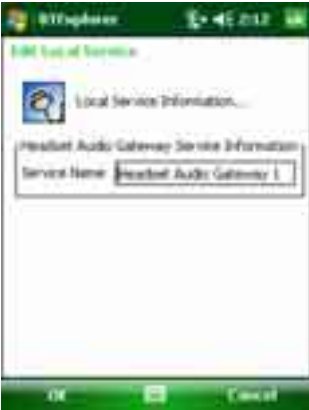 BTExplorer 2:12 ok
Edit Local Service
Local Service Information...
Headset Audio Gateway Service Information
Service Name Headset Audio Gateway 1
OK Cancel